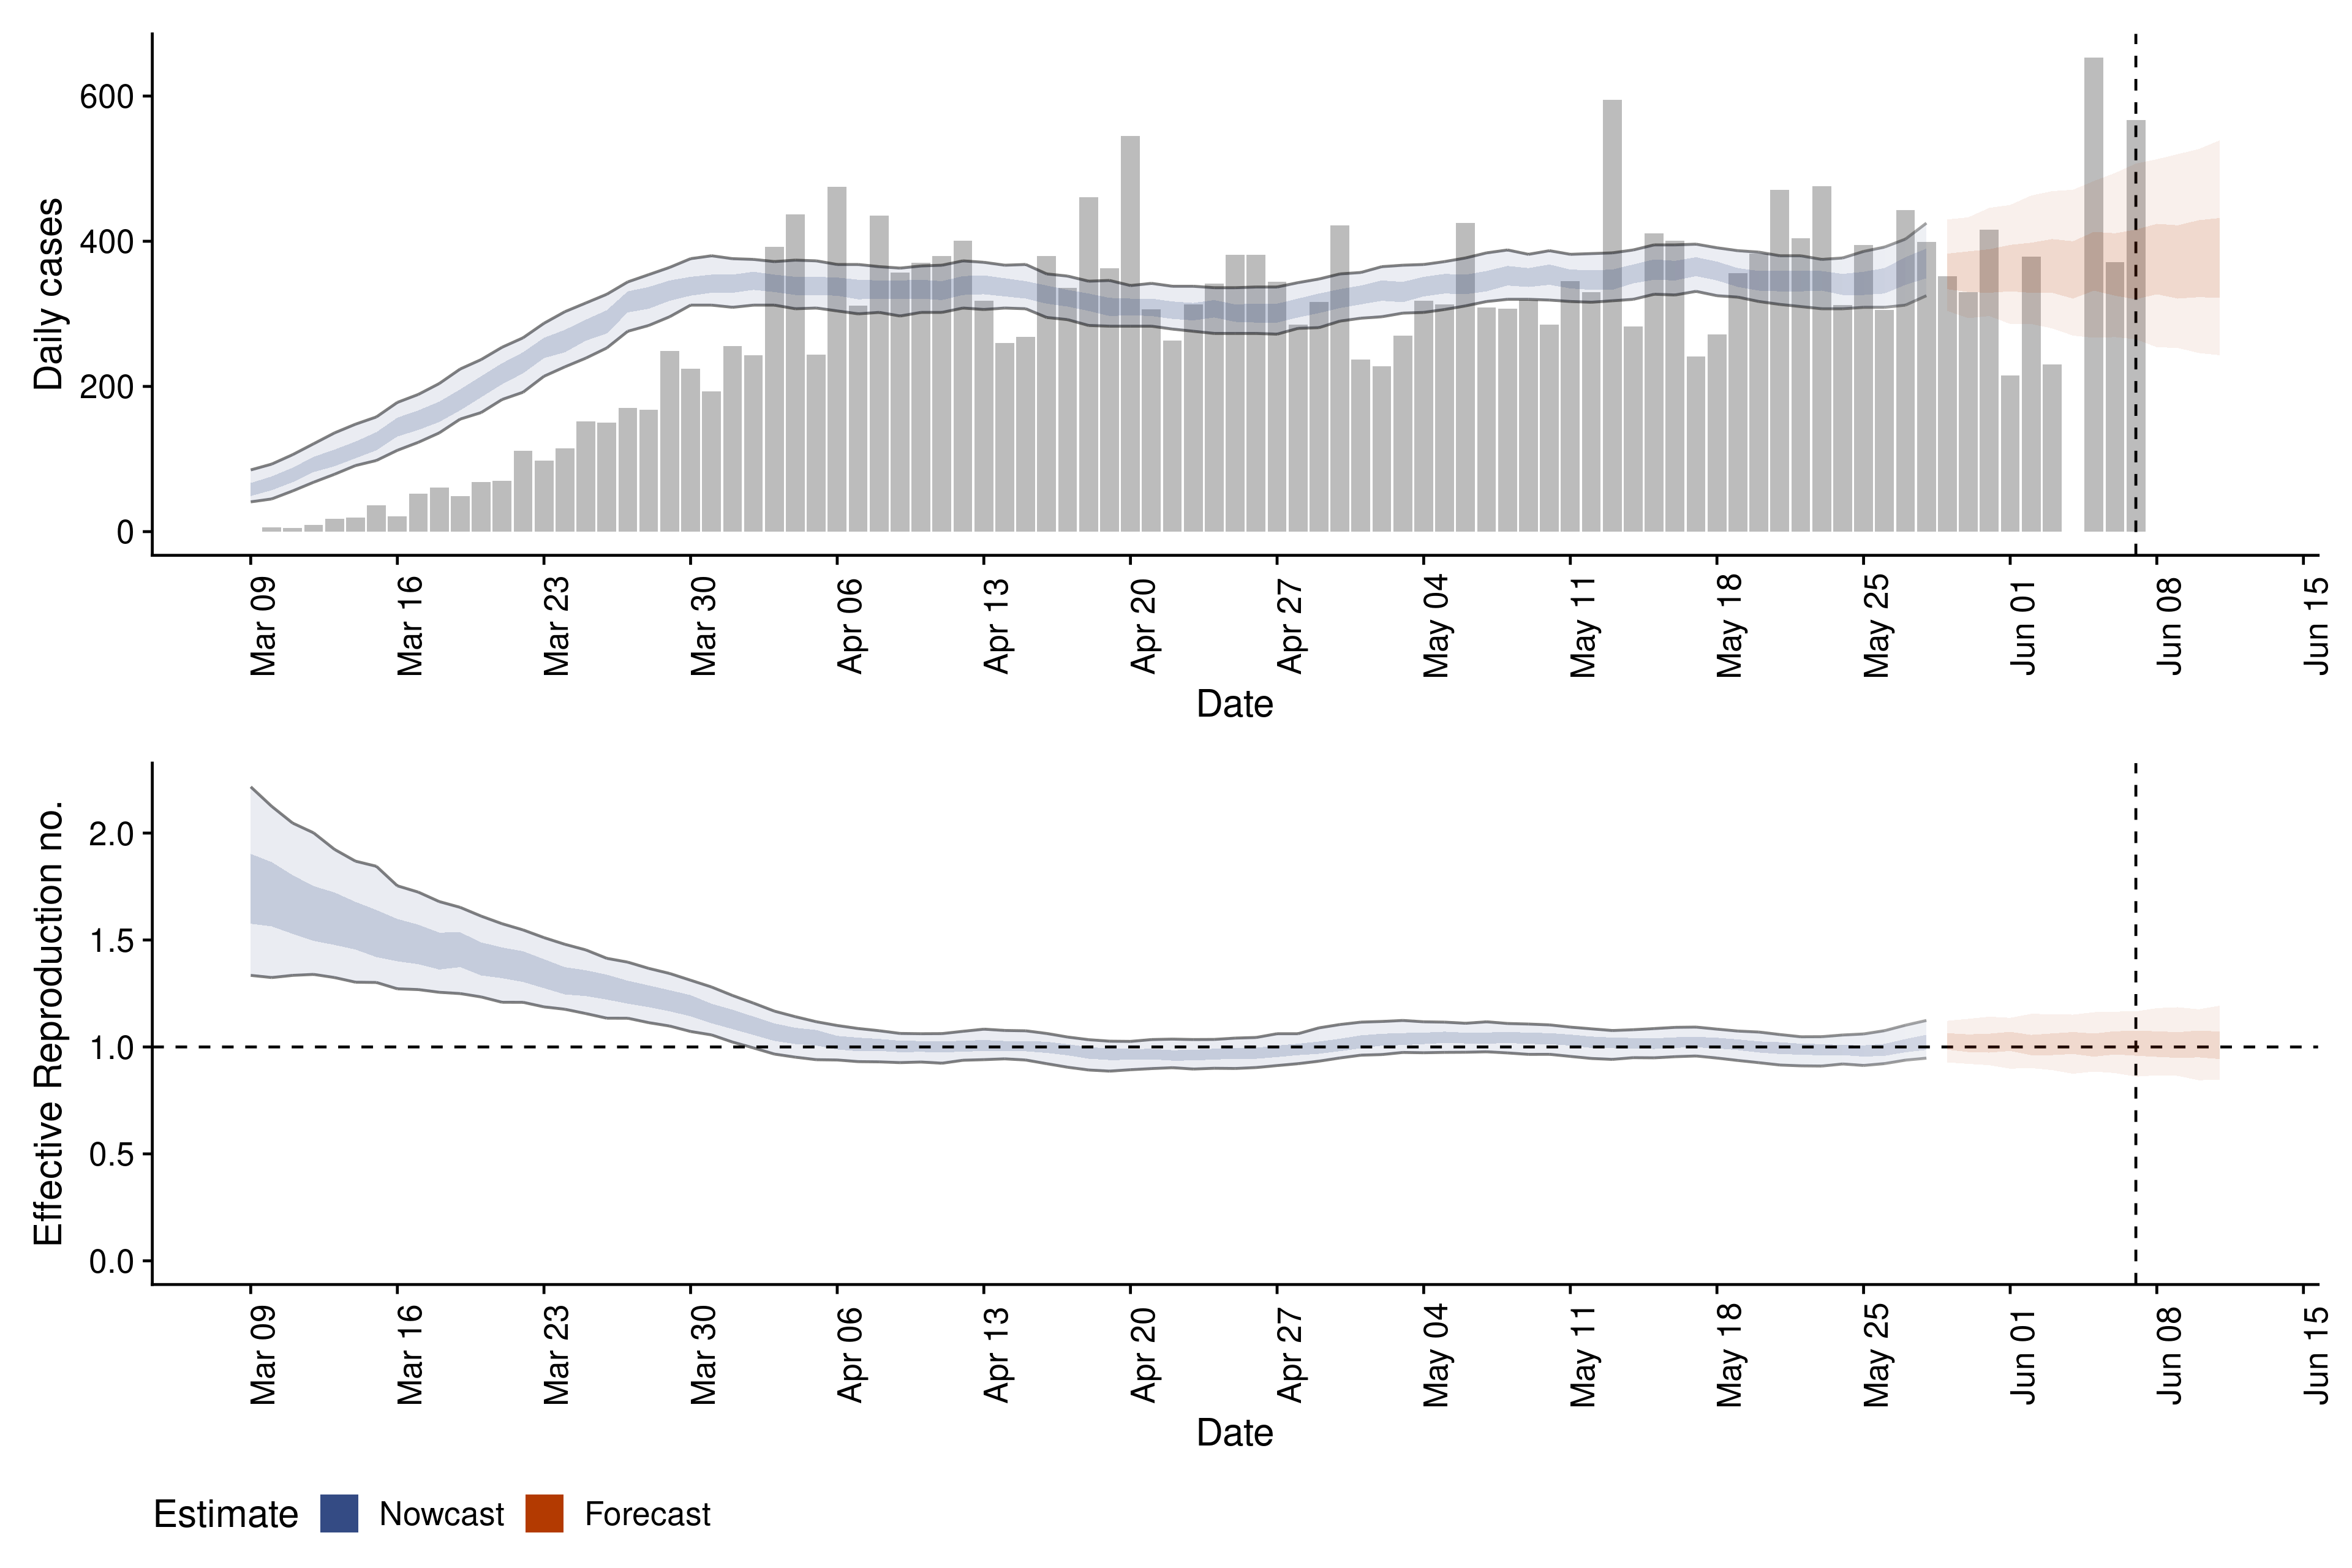 Daily cases
600
400
200
0
Mar 09
Mar 16
Mar 23
Mar 30
Apr 06
Apr 13
Apr 20
Apr 27
May 04
May 11
May 18
May 25
Jun 01
Jun 08
Jun 15
Date
Effective Reproduction no.
2.0
1.5
1.0
0.5
0.0
Mar 09
Mar 16
Mar 23
Mar 30
Apr 06
Apr 13
Apr 20
Apr 27
May 04
May 11
May 18
May 25
Jun 01
Jun 08
Jun 15
Date
Estimate Nowcast Forecast